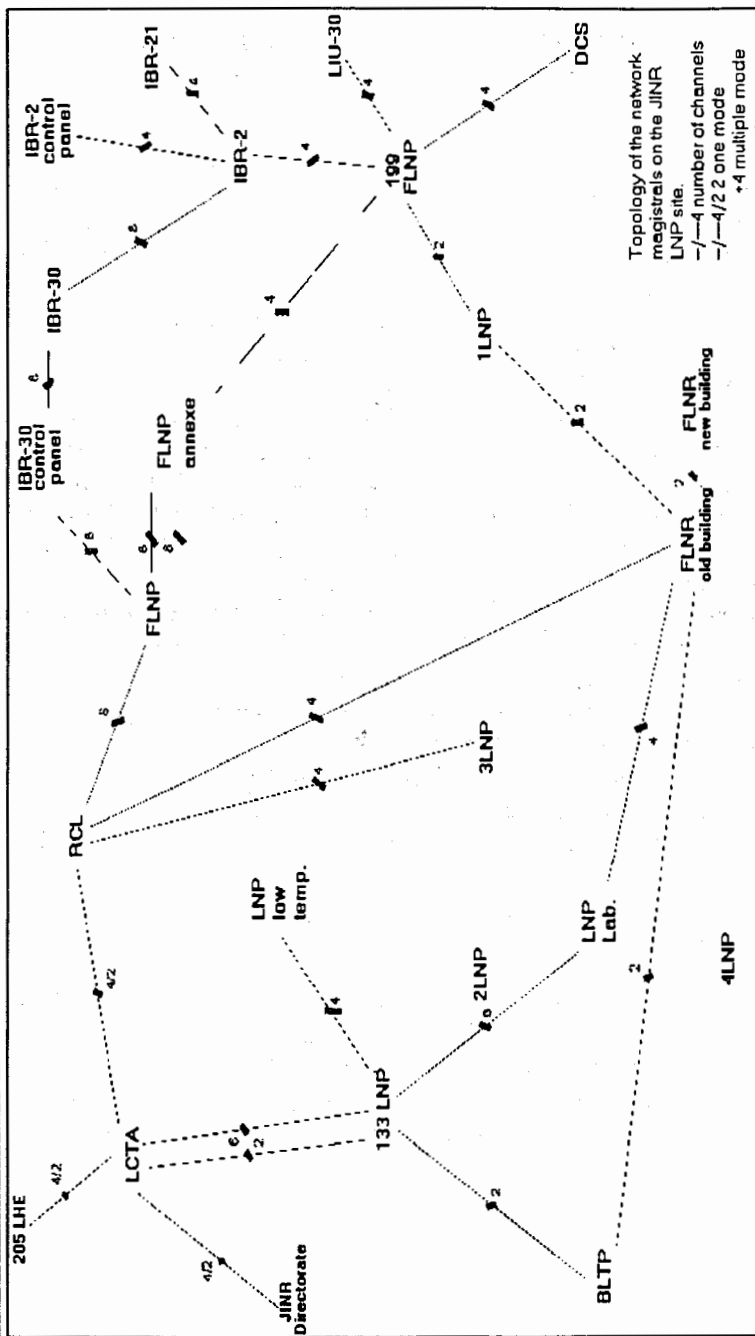 205 LHE
4/2
LCTA
4/2
JINR
Directorate
4/2
RCL
6
2
133 LNP
4
LNP
low
temp.
2LNP
6
LNP
Lab.
2
BLTP
4LNP
2
4
3LNP
4
4
8
FLNP
8
IBR-30
control
panel
8
IBR-30
8
8
FLNP
annexe
4
8
IBR-2
control
panel
4
IBR-2
4
IBR-21
4
199
FLNP
4
LIU-30
4
DCS
2
1LNP
2
FLNR
old building
2
FLNR
new building
Topology of the network
magistrals on the JINR
LNP site.
-/—4 number of channels
-/—4/2 2 one mode
+4 multiple mode